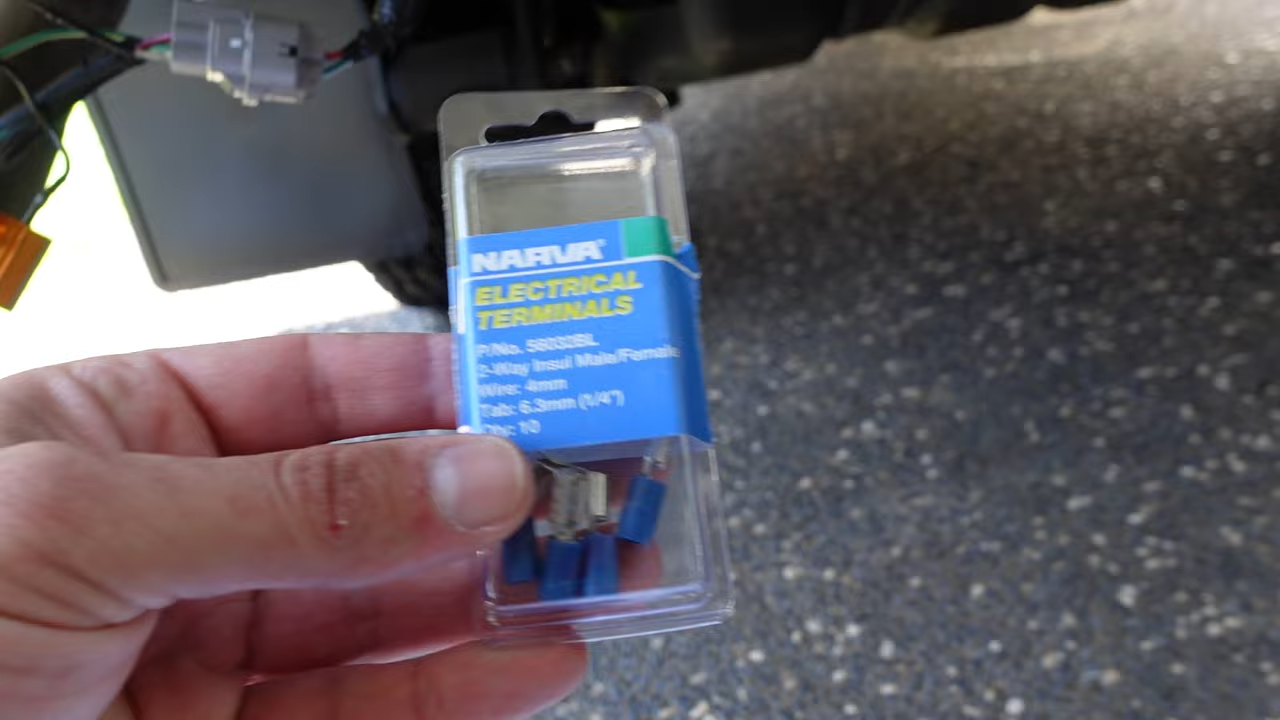 NARVA
ELECTRICAL
TERMINALS
P/No. 56032BL
2-Way Insul Male/Female
Wire: 4mm
Tab: 6.3mm (1/4")
Qty: 10